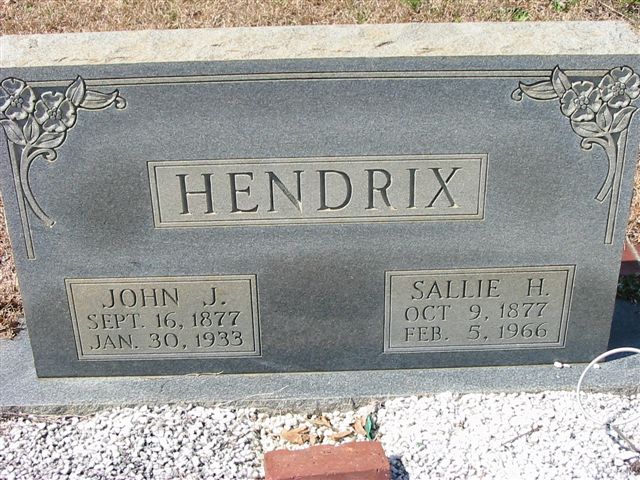 HENDRIX
JOHN J.
SEPT. 16, 1877
JAN. 30, 1933
SALLIE H.
OCT 9, 1877
FEB. 5, 1966